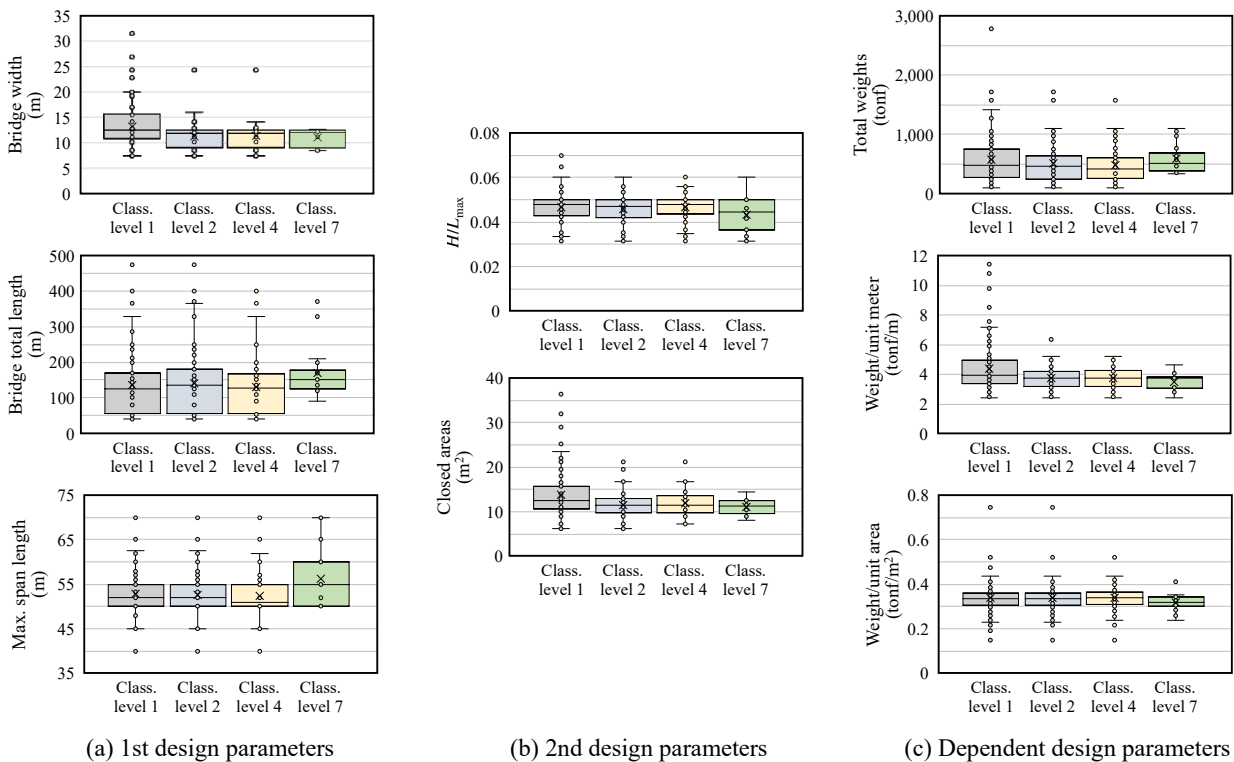 Bridge width
(m)
35
30
25
20
15
10
5
0
Class.
level 1
Class.
level 2
Class.
level 4
Class.
level 7
Bridge total length
(m)
500
400
300
200
100
0
Class.
level 1
Class.
level 2
Class.
level 4
Class.
level 7
Max. span length
(m)
75
65
55
45
35
Class.
level 1
Class.
level 2
Class.
level 4
Class.
level 7
(a) 1st design parameters
H/Lmax
0.08
0.06
0.04
0.02
0
Class.
level 1
Class.
level 2
Class.
level 4
Class.
level 7
Closed areas
(m²)
40
30
20
10
0
Class.
level 1
Class.
level 2
Class.
level 4
Class.
level 7
(b) 2nd design parameters
Total weights
(tonf)
3,000
2,000
1,000
0
Class.
level 1
Class.
level 2
Class.
level 4
Class.
level 7
Weight/unit meter
(tonf/m)
12
10
8
6
4
2
0
Class.
level 1
Class.
level 2
Class.
level 4
Class.
level 7
Weight/unit area
(tonf/m²)
0.8
0.6
0.4
0.2
0
Class.
level 1
Class.
level 2
Class.
level 4
Class.
level 7
(c) Dependent design parameters